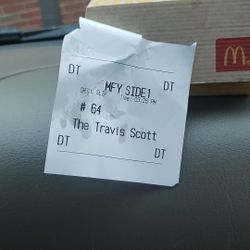 DT DT
MFY SIDE1
# 64
The Travis Scott
DT DT
m.